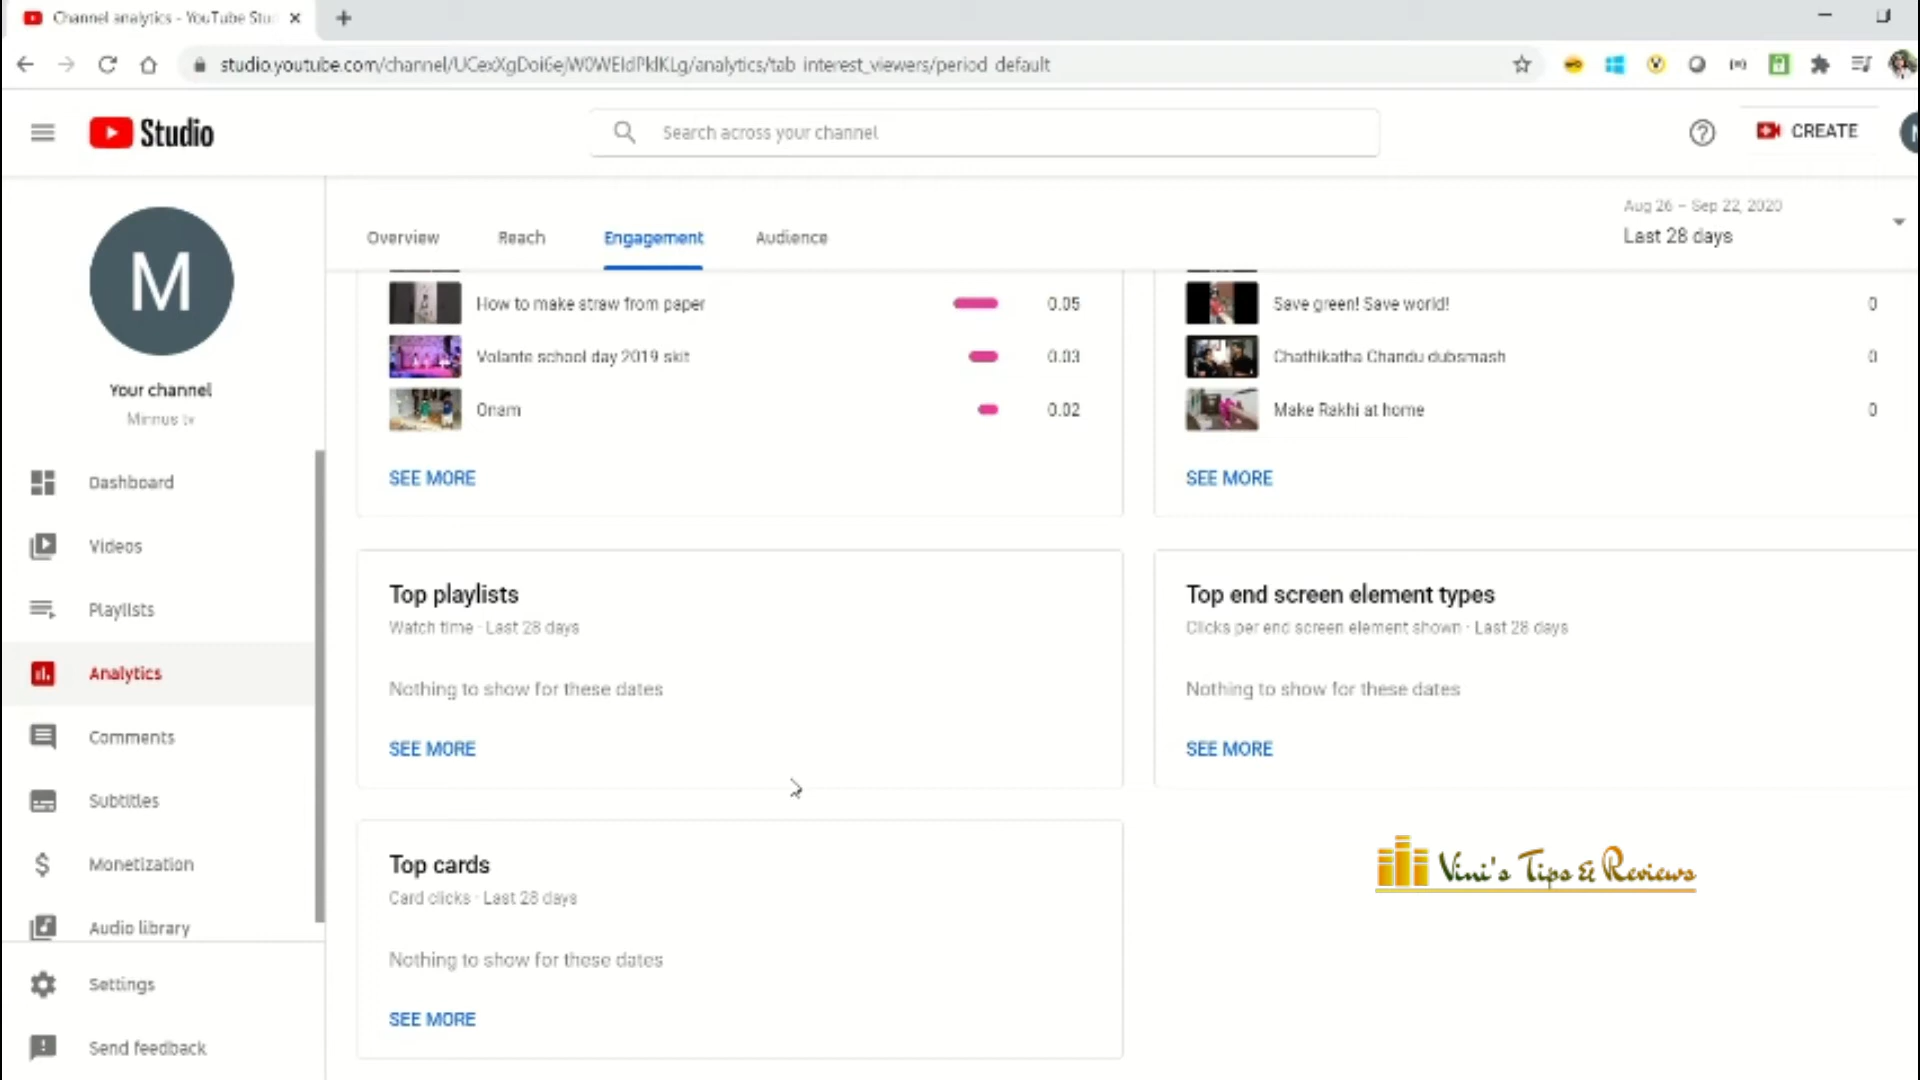 Channel analytics - YouTube Stu
studio.youtube.com/channel/
/analytics/tab interest_viewers/period default
Studio
Search across your channel
CREATE
M
Your channel
Minnus tv
Dashboard
Videos
Playlists
Analytics
Comments
Subtitles
Monetization
Audio library
Settings
Send feedback
Overview
Reach
Engagement
Audience
Aug 26 – Sep 22, 2020
Last 28 days
How to make straw from paper 0.05
Volante school day 2019 skit 0.03
Onam 0.02
SEE MORE
Save green! Save world! 0
Chathikatha Chandu dubsmash 0
Make Rakhi at home 0
SEE MORE
Top playlists
Watch time · Last 28 days
Nothing to show for these dates
SEE MORE
Top end screen element types
Clicks per end screen element shown · Last 28 days
Nothing to show for these dates
SEE MORE
Top cards
Card clicks · Last 28 days
Nothing to show for these dates
SEE MORE
Vini's Tips & Reviews